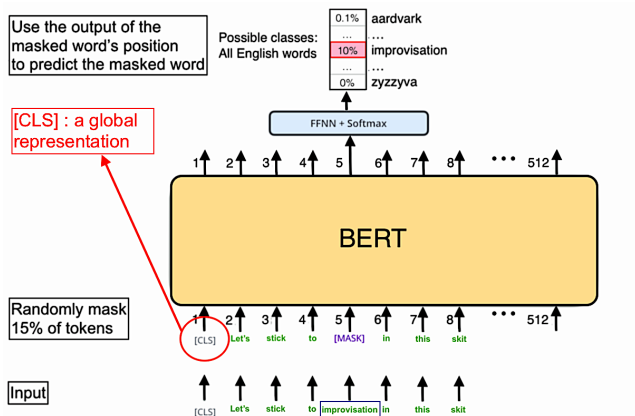 Use the output of the
masked word's position
to predict the masked word
Possible classes:
All English words
0.1% aardvark
... ...
10% improvisation
... ...
0% zyzzyva
FFNN + Softmax
[CLS] : a global
representation
1 2 3 4 5 6 7 8 ••• 512
BERT
Randomly mask
15% of tokens
1 2 3 4 5 6 7 8 ••• 512
[CLS] Let's stick to [MASK] in this skit
Input
[CLS] Let's stick to improvisation in this skit